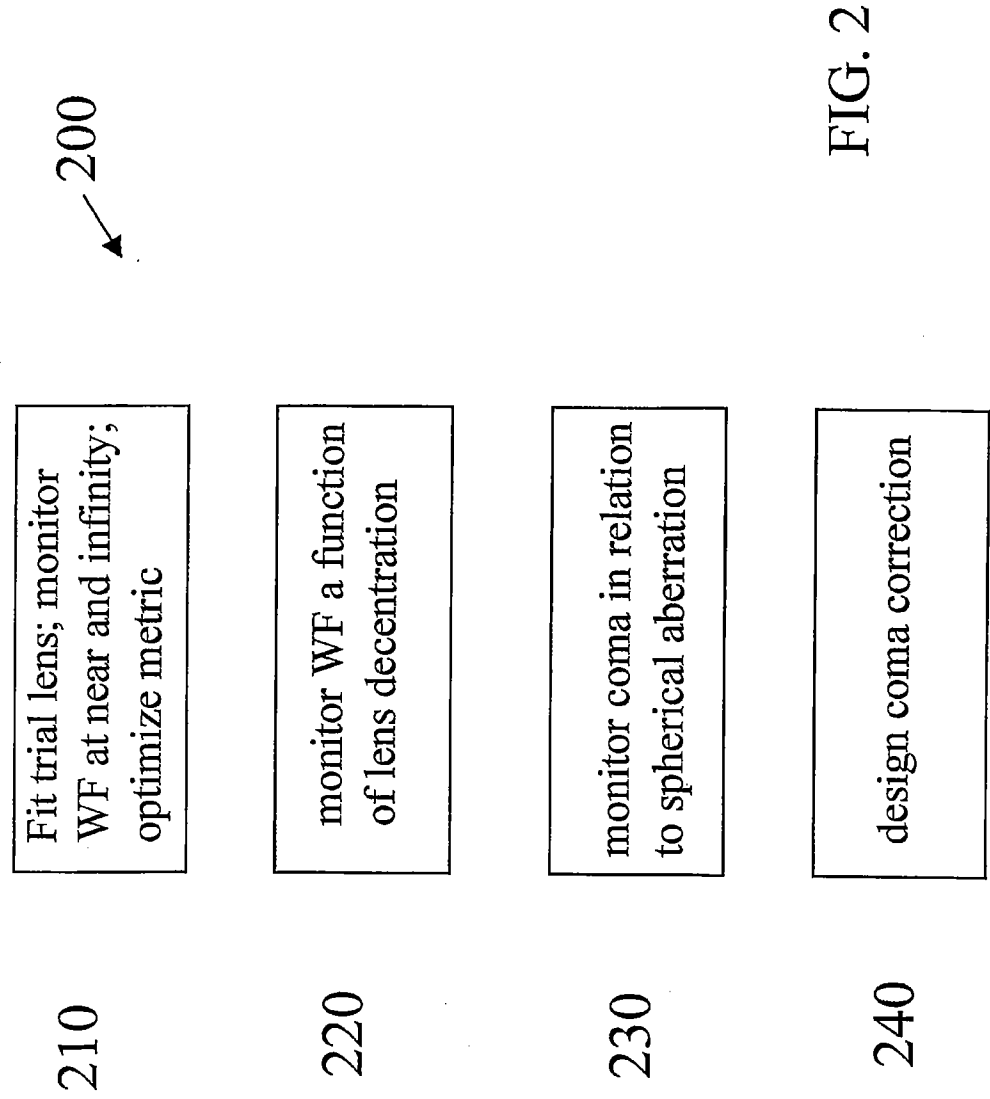 200
210
Fit trial lens; monitor
WF at near and infinity;
optimize metric
220
monitor WF a function
of lens decentration
230
monitor coma in relation
to spherical aberration
240
design coma correction
FIG. 2